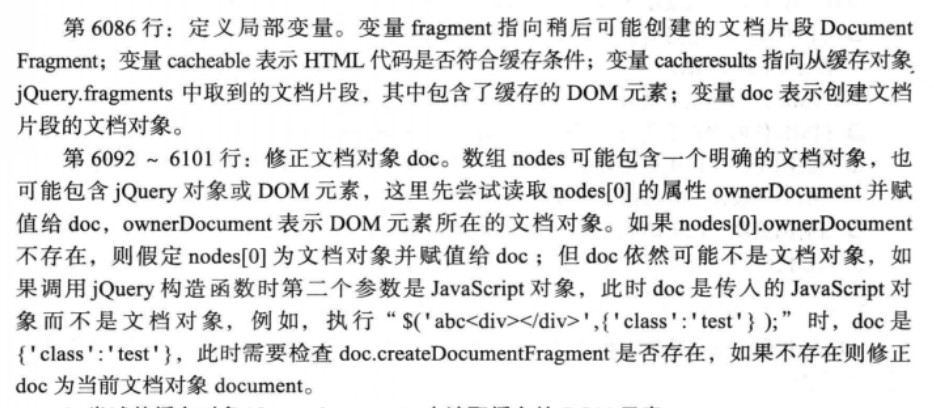 第 6086 行：定义局部变量。变量 fragment 指向稍后可能创建的文档片段 Document
Fragment；变量 cacheable 表示 HTML 代码是否符合缓存条件；变量 cacheresults 指向从缓存对象
jQuery.fragments 中取到的文档片段，其中包含了缓存的 DOM 元素；变量 doc 表示创建文档
片段的文档对象。
第 6092 ~ 6101 行：修正文档对象 doc。数组 nodes 可能包含一个明确的文档对象，也
可能包含 jQuery 对象或 DOM 元素，这里先尝试读取 nodes[0] 的属性 ownerDocument 并赋
值给 doc，ownerDocument 表示 DOM 元素所在的文档对象。如果 nodes[0].ownerDocument
不存在，则假定 nodes[0] 为文档对象并赋值给 doc；但 doc 依然可能不是文档对象，如
果调用 jQuery 构造函数时第二个参数是 JavaScript 对象，此时 doc 是传入的 JavaScript 对
象而不是文档对象，例如，执行“$('abc<div></div>',{'class':'test'} );”时，doc 是
{'class':'test'}，此时需要检查 doc.createDocumentFragment 是否存在，如果不存在则修正
doc 为当前文档对象 document。